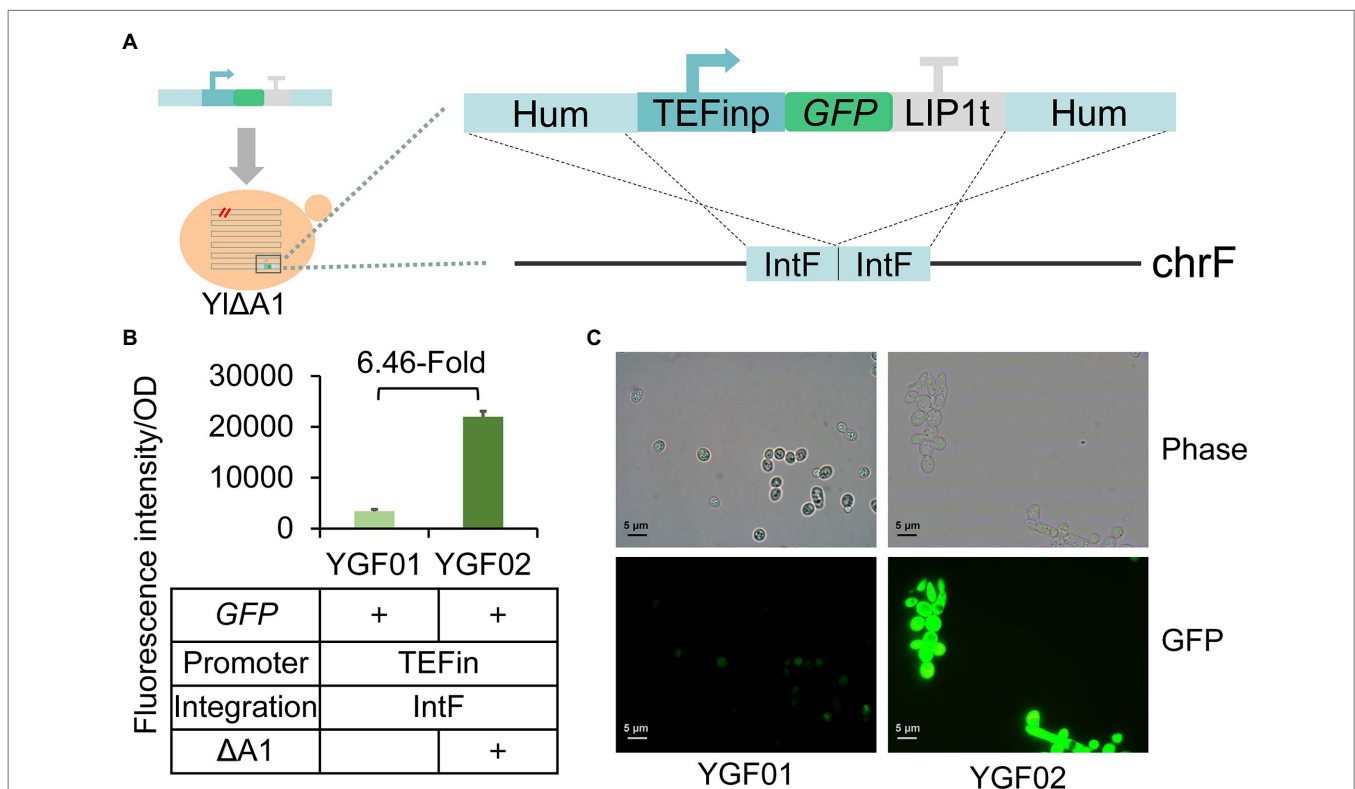 A
Hum TEFinp GFP LIP1t Hum
IntF IntF
chrF
YlΔA1
B
6.46-Fold
Fluorescence intensity/OD
30000
20000
10000
0
YGF01 YGF02
GFP + +
Promoter TEFin
Integration IntF
ΔA1 +
C
Phase
5 µm 5 µm
GFP
5 µm 5 µm
YGF01 YGF02